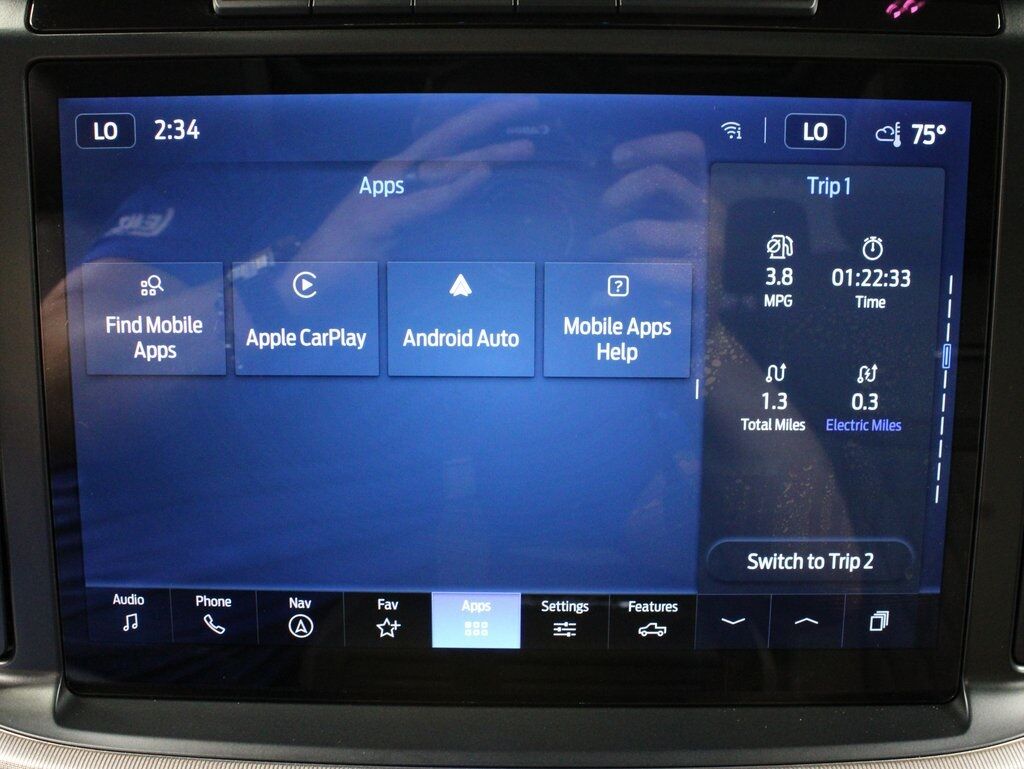 LO 2:34
LO 75°
Apps
Trip 1
Find Mobile
Apps
Apple CarPlay
Android Auto
Mobile Apps
Help
?
3.8
MPG
01:22:33
Time
1.3
Total Miles
0.3
Electric Miles
Switch to Trip 2
Audio
Phone
Nav
Fav
Apps
Settings
Features